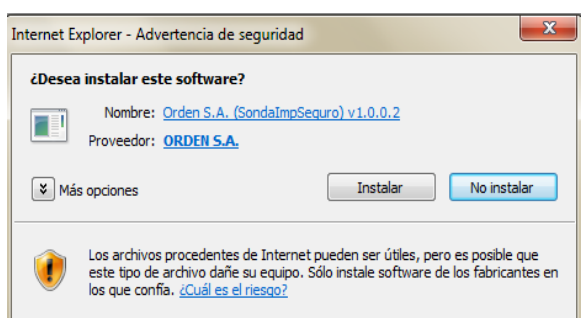 Internet Explorer - Advertencia de seguridad
¿Desea instalar este software?
Nombre: Orden S.A. (SondaImpSeguro) v1.0.0.2
Proveedor: ORDEN S.A.
Más opciones
Instalar
No instalar
Los archivos procedentes de Internet pueden ser útiles, pero es posible que
este tipo de archivo dañe su equipo. Sólo instale software de los fabricantes en
los que confía. ¿Cuál es el riesgo?